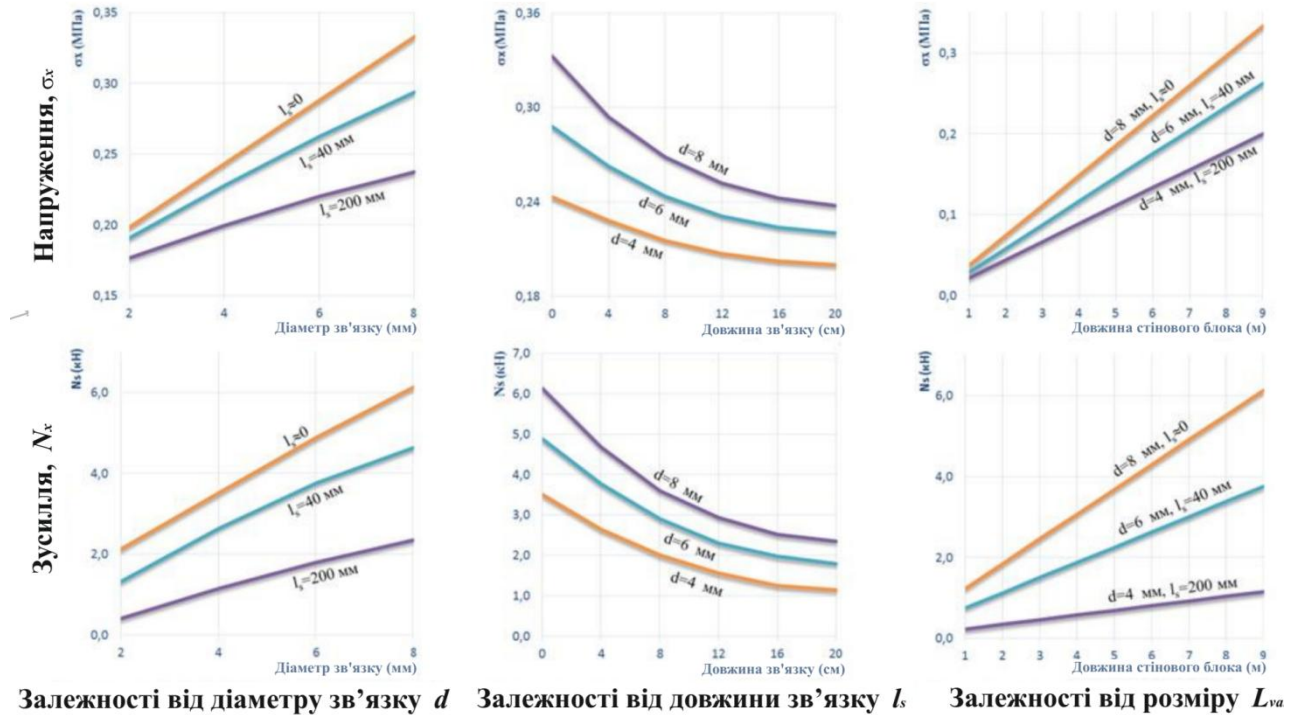 Напруження, σx
σx (МПа)
0,35
0,30
0,25
0,20
0,15
2 4 6 8
Діаметр зв'язку (мм)
ls≈0
ls=40 мм
ls=200 мм
σx (МПа)
0,36
0,30
0,24
0,18
0 4 8 12 16 20
Довжина зв'язку (см)
d=8 мм
d=6 мм
d=4 мм
σx (МПа)
0,3
0,2
0,1
0,0
1 2 3 4 5 6 7 8 9
Довжина стінового блока (м)
d=8 мм, ls≈0
d=6 мм, ls=40 мм
d=4 мм, ls=200 мм
Зусилля, Nx
Ns (кН)
6,0
4,0
2,0
0,0
2 4 6 8
Діаметр зв'язку (мм)
ls≈0
ls=40 мм
ls=200 мм
Ns (кН)
7,0
6,0
5,0
4,0
3,0
2,0
1,0
0,0
0 4 8 12 16 20
Довжина зв'язку (см)
d=8 мм
d=6 мм
d=4 мм
Ns (кН)
6,0
4,0
2,0
0,0
1 2 3 4 5 6 7 8 9
Довжина стінового блока (м)
d=8 мм, ls≈0
d=6 мм, ls=40 мм
d=4 мм, ls=200 мм
Залежності від діаметру зв’язку d
Залежності від довжини зв’язку ls
Залежності від розміру Lva